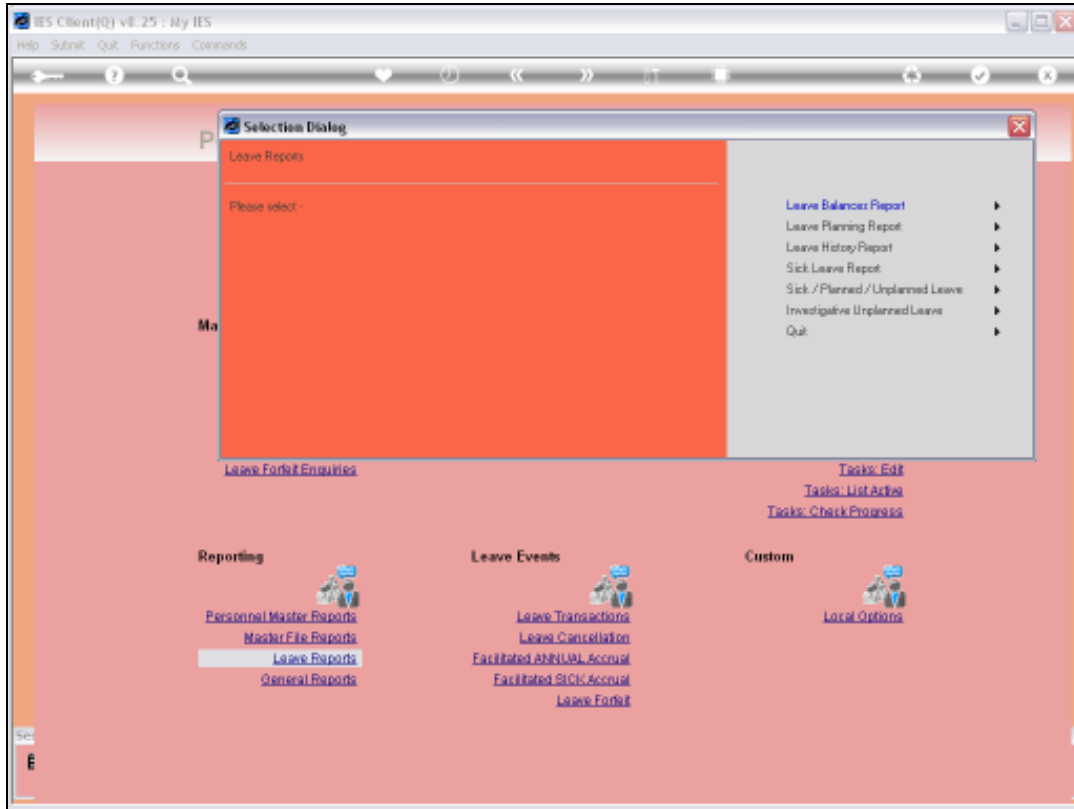 IES Client(Q) v8.25 : My IES
Help Submit Quit Functions Commands
Selection Dialog
P
Leave Reports
Please select -
Leave Balances Report
Leave Planning Report
Leave History Report
Sick Leave Report
Sick / Planned / Unplanned Leave
Investigative Unplanned Leave
Quit
Ma
Leave Forfeit Enquiries
Tasks: Edit
Tasks: List Active
Tasks: Check Progress
Reporting
Leave Events
Custom
Personnel Master Reports
Leave Transactions
Local Options
Master File Reports
Leave Cancellation
Leave Reports
Facilitated ANNUAL Accrual
General Reports
Facilitated SICK Accrual
Leave Forfeit
Ses